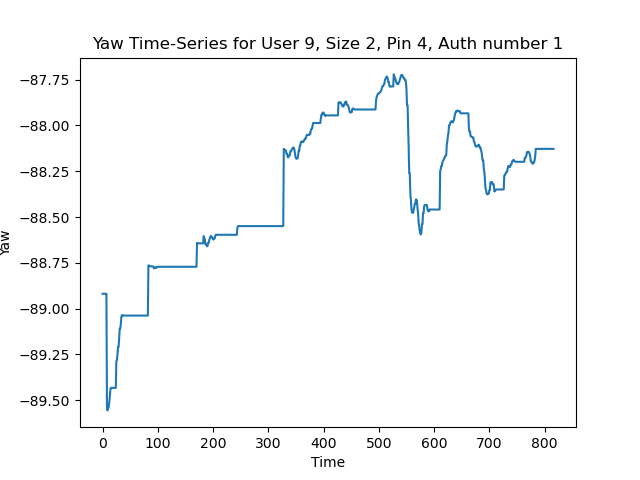 Yaw Time-Series for User 9, Size 2, Pin 4, Auth number 1
−87.75
−88.00
−88.25
−88.50
−88.75
−89.00
−89.25
−89.50
Yaw
0 100 200 300 400 500 600 700 800
Time